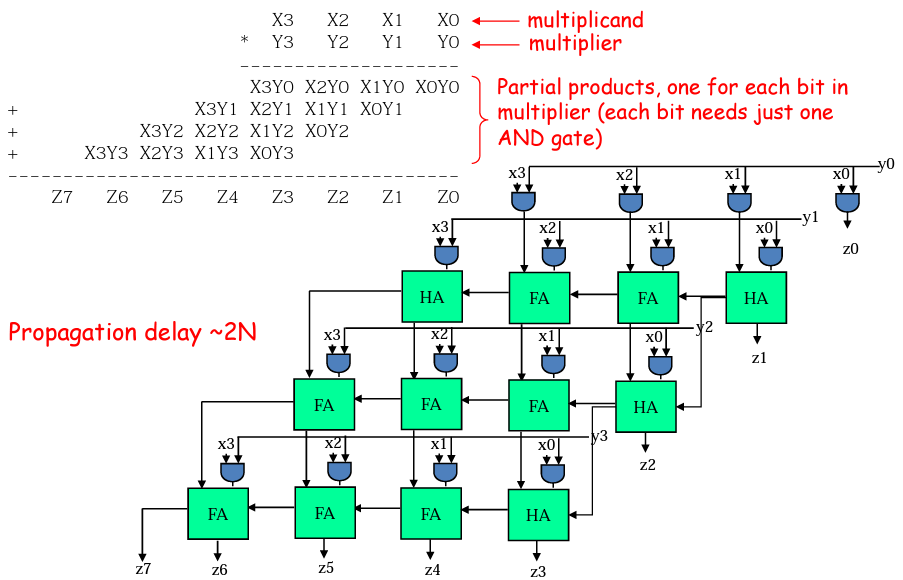 X3 X2 X1 X0 multiplicand
* Y3 Y2 Y1 Y0 multiplier
--------------------
X3Y0 X2Y0 X1Y0 X0Y0
+ X3Y1 X2Y1 X1Y1 X0Y1
+ X3Y2 X2Y2 X1Y2 X0Y2
+ X3Y3 X2Y3 X1Y3 X0Y3
-----------------------------------------
Z7 Z6 Z5 Z4 Z3 Z2 Z1 Z0
Partial products, one for each bit in
multiplier (each bit needs just one
AND gate)
x3 x2 x1 x0 y0
z0
x3 x2 x1 x0 y1
HA FA FA HA
z1
Propagation delay ~2N
x3 x2 x1 x0 y2
FA FA FA HA
z2
x3 x2 x1 x0 y3
FA FA FA HA
z7 z6 z5 z4 z3